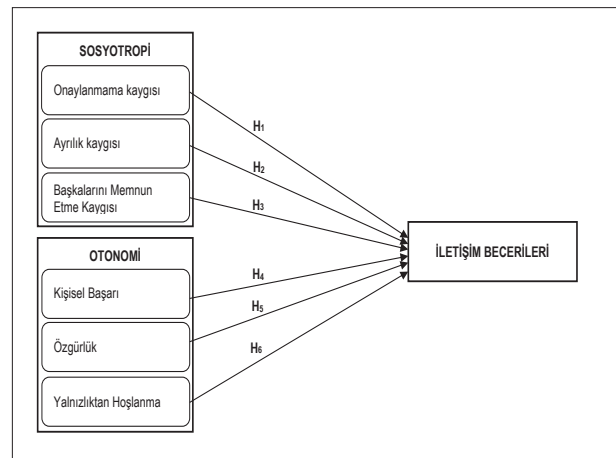 SOSYOTROPİ
Onaylanmama kaygısı
Ayrılık kaygısı
Başkalarını Memnun
Etme Kaygısı
OTONOMİ
Kişisel Başarı
Özgürlük
Yalnızlıktan Hoşlanma
H1
H2
H3
H4
H5
H6
İLETİŞİM BECERİLERİ